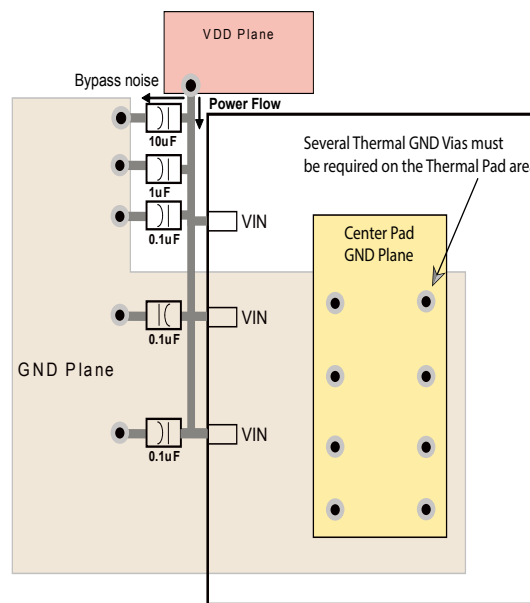 VDD Plane
Bypass noise
Power Flow
10uF
1uF
0.1uF
VIN
Several Thermal GND Vias must
be required on the Thermal Pad are
Center Pad
GND Plane
0.1uF
VIN
GND Plane
0.1uF
VIN